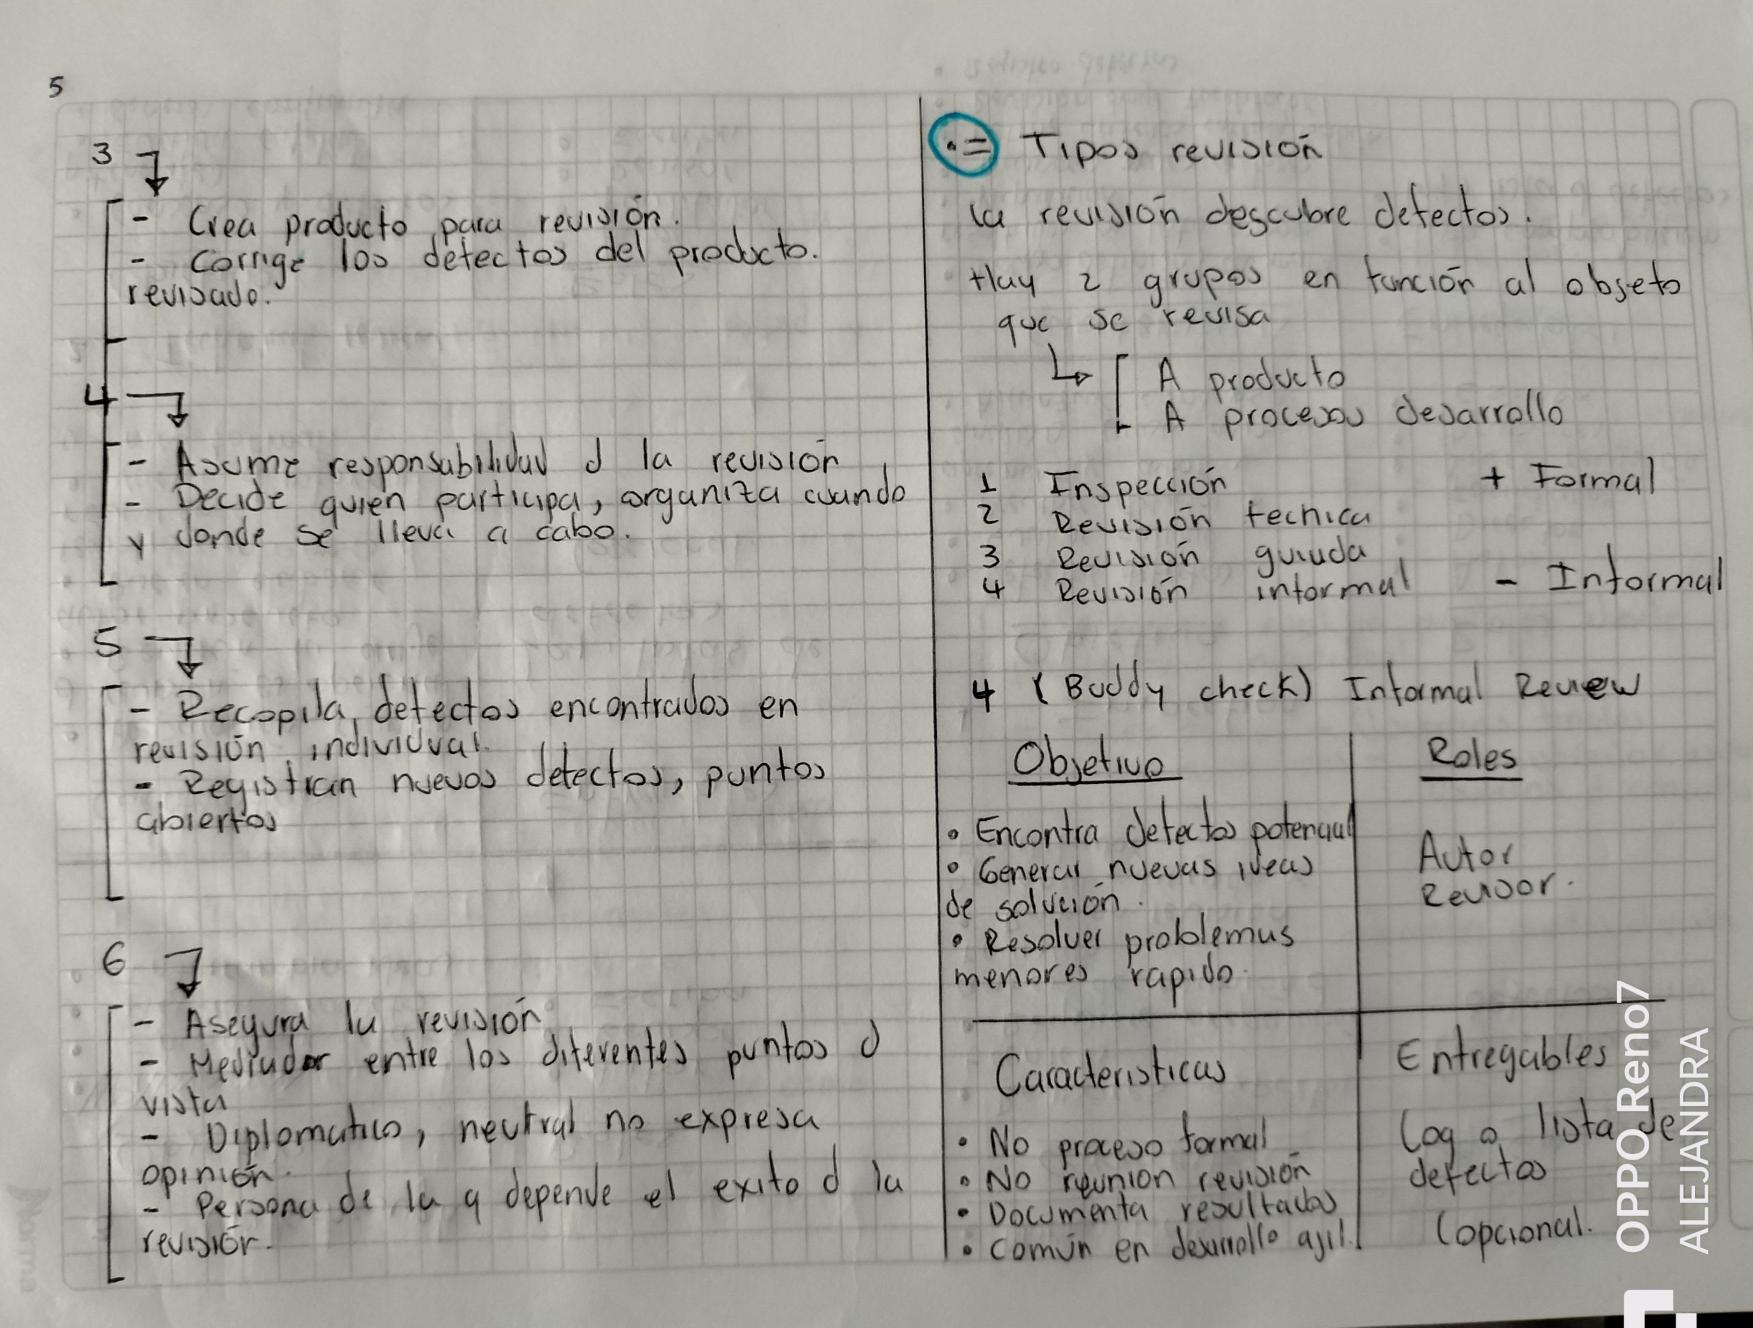 5
3
- Crea producto para revisión.
- Corrige los defectos del producto.
revisado.
4
- Asume responsabilidad d la revisión
- Decide quien participa, organiza cuando
y donde se lleva a cabo.
5
- Recopila defectos encontrados en
revisión individual.
- Registran nuevos defectos, puntos
abiertos
6
- Asegura la revisión
- Mediador entre los diferentes puntos d
vista
- Diplomatico, neutral no expresa
opinión.
- Persona de la q depende el exito d la
revisión.
•= Tipos revisión
La revisión descubre defectos.
Hay 2 grupos en función al objeto
que se revisa
A producto
A procesos desarrollo
1 Inspección + Formal
2 Revisión tecnica
3 Revisión guiada
4 Revisión informal - Informal
4 (Buddy check) Informal Review
Objetivo
• Encontra defectos potencial
• Generar nuevas ideas
de solución.
• Resolver problemas
menores rapido.
Roles
Autor
Revisor.
Caracteristicas
• No proceso formal
• No reunion revisión
• Documenta resultados
• Común en desarrollo agil.
Entregables
Log o lista de
defectos
(opcional.
OPPO Reno7
ALEJANDRA
Norma